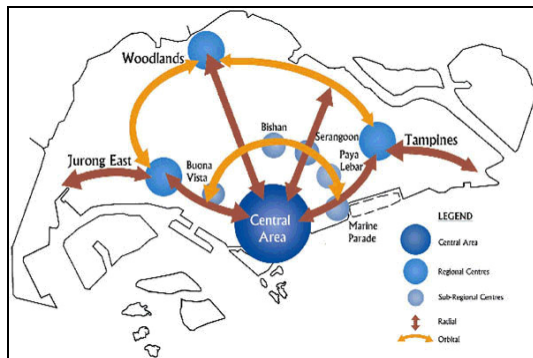 Woodlands
Bishan
Serangoon
Tampines
Paya
Lebar
Jurong East
Buona
Vista
Central
Area
Marine
Parade
LEGEND
Central Area
Regional Centres
Sub-Regional Centres
Radial
Orbital